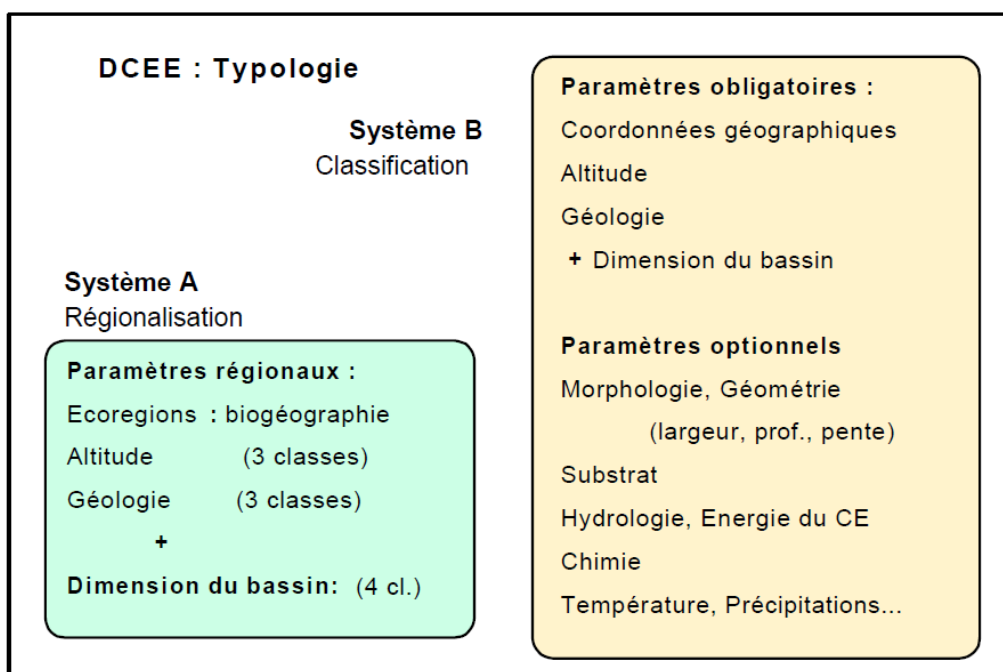 DCEE : Typologie
Système B
Classification
Système A
Régionalisation
Paramètres régionaux :
Ecoregions : biogéographie
Altitude (3 classes)
Géologie (3 classes)
+
Dimension du bassin: (4 cl.)
Paramètres obligatoires :
Coordonnées géographiques
Altitude
Géologie
+ Dimension du bassin
Paramètres optionnels
Morphologie, Géométrie
(largeur, prof., pente)
Substrat
Hydrologie, Energie du CE
Chimie
Température, Précipitations...